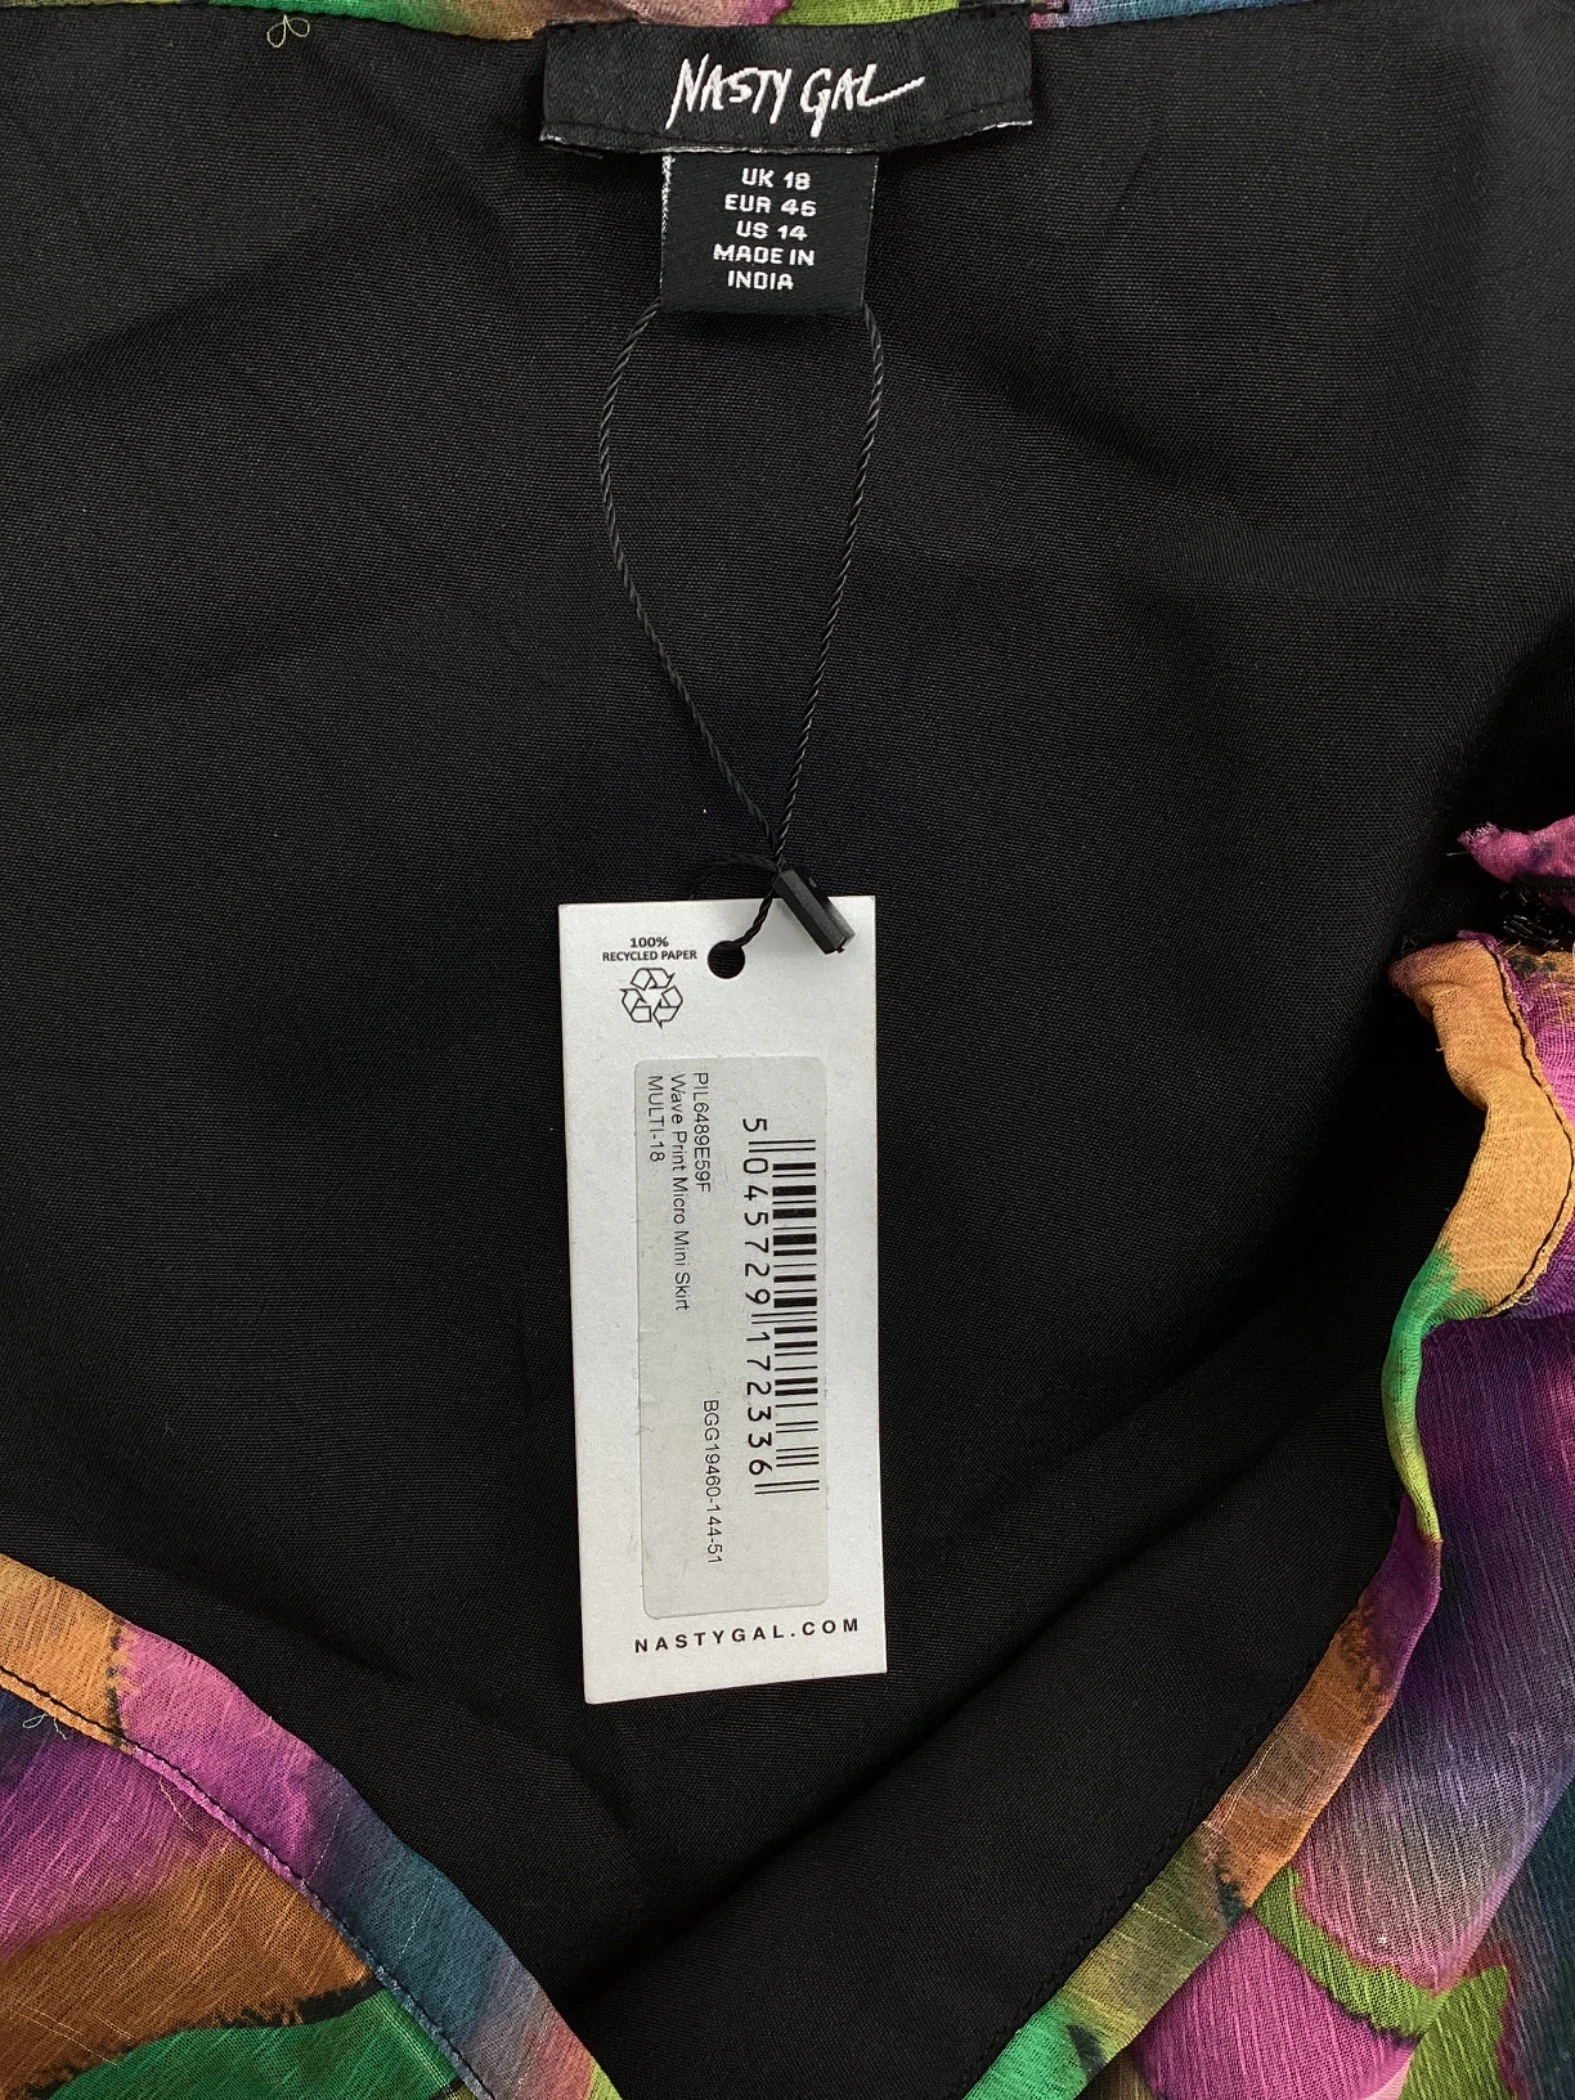 NASTY GAL
UK 18
EUR 46
US 14
MADE IN
INDIA
100%
RECYCLED PAPER
5 045729 172336
PIL6489E59F BGG19460-144-51
Wave Print Micro Mini Skirt
MULTI-18
NASTYGAL.COM